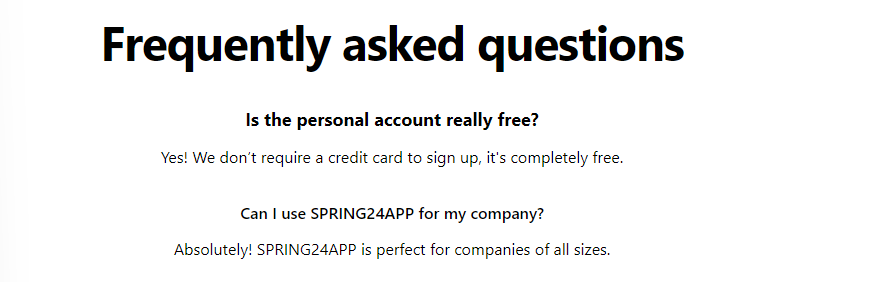 Frequently asked questions
Is the personal account really free?
Yes! We don’t require a credit card to sign up, it's completely free.
Can I use SPRING24APP for my company?
Absolutely! SPRING24APP is perfect for companies of all sizes.